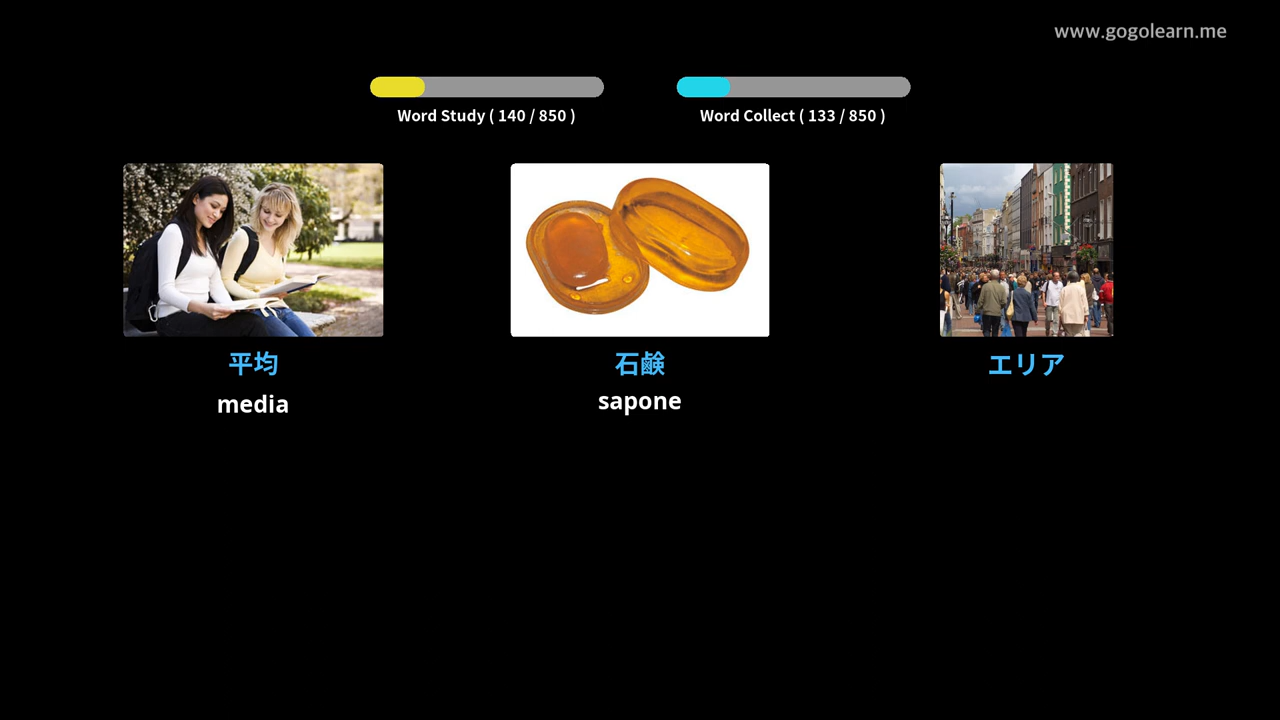 www.gogolearn.me
Word Study ( 140 / 850 )
Word Collect ( 133 / 850 )
平均
石鹸
エリア
media
sapone